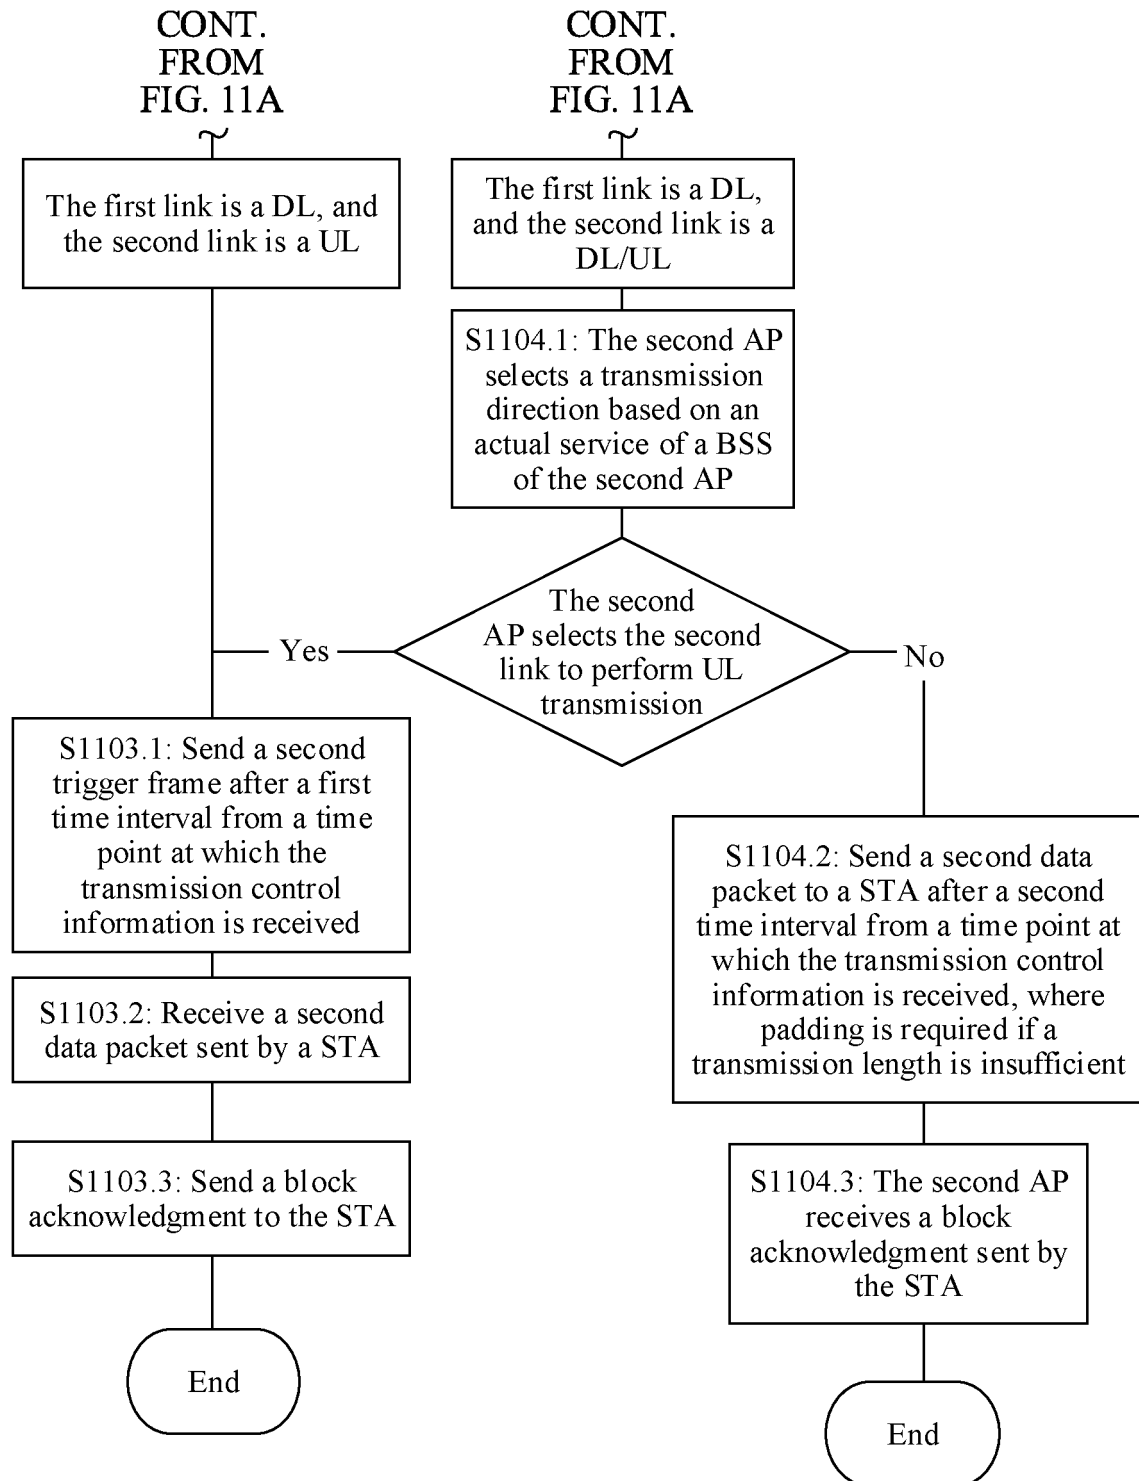 CONT.
FROM
FIG. 11A
The first link is a DL, and
the second link is a UL
CONT.
FROM
FIG. 11A
The first link is a DL,
and the second link is a
DL/UL
S1104.1: The second AP
selects a transmission
direction based on an
actual service of a BSS
of the second AP
The second
AP selects the second
link to perform UL
transmission
Yes
No
S1103.1: Send a second
trigger frame after a first
time interval from a time
point at which the
transmission control
information is received
S1103.2: Receive a second
data packet sent by a STA
S1103.3: Send a block
acknowledgment to the STA
End
S1104.2: Send a second data
packet to a STA after a second
time interval from a time point at
which the transmission control
information is received, where
padding is required if a
transmission length is insufficient
S1104.3: The second AP
receives a block
acknowledgment sent by
the STA
End